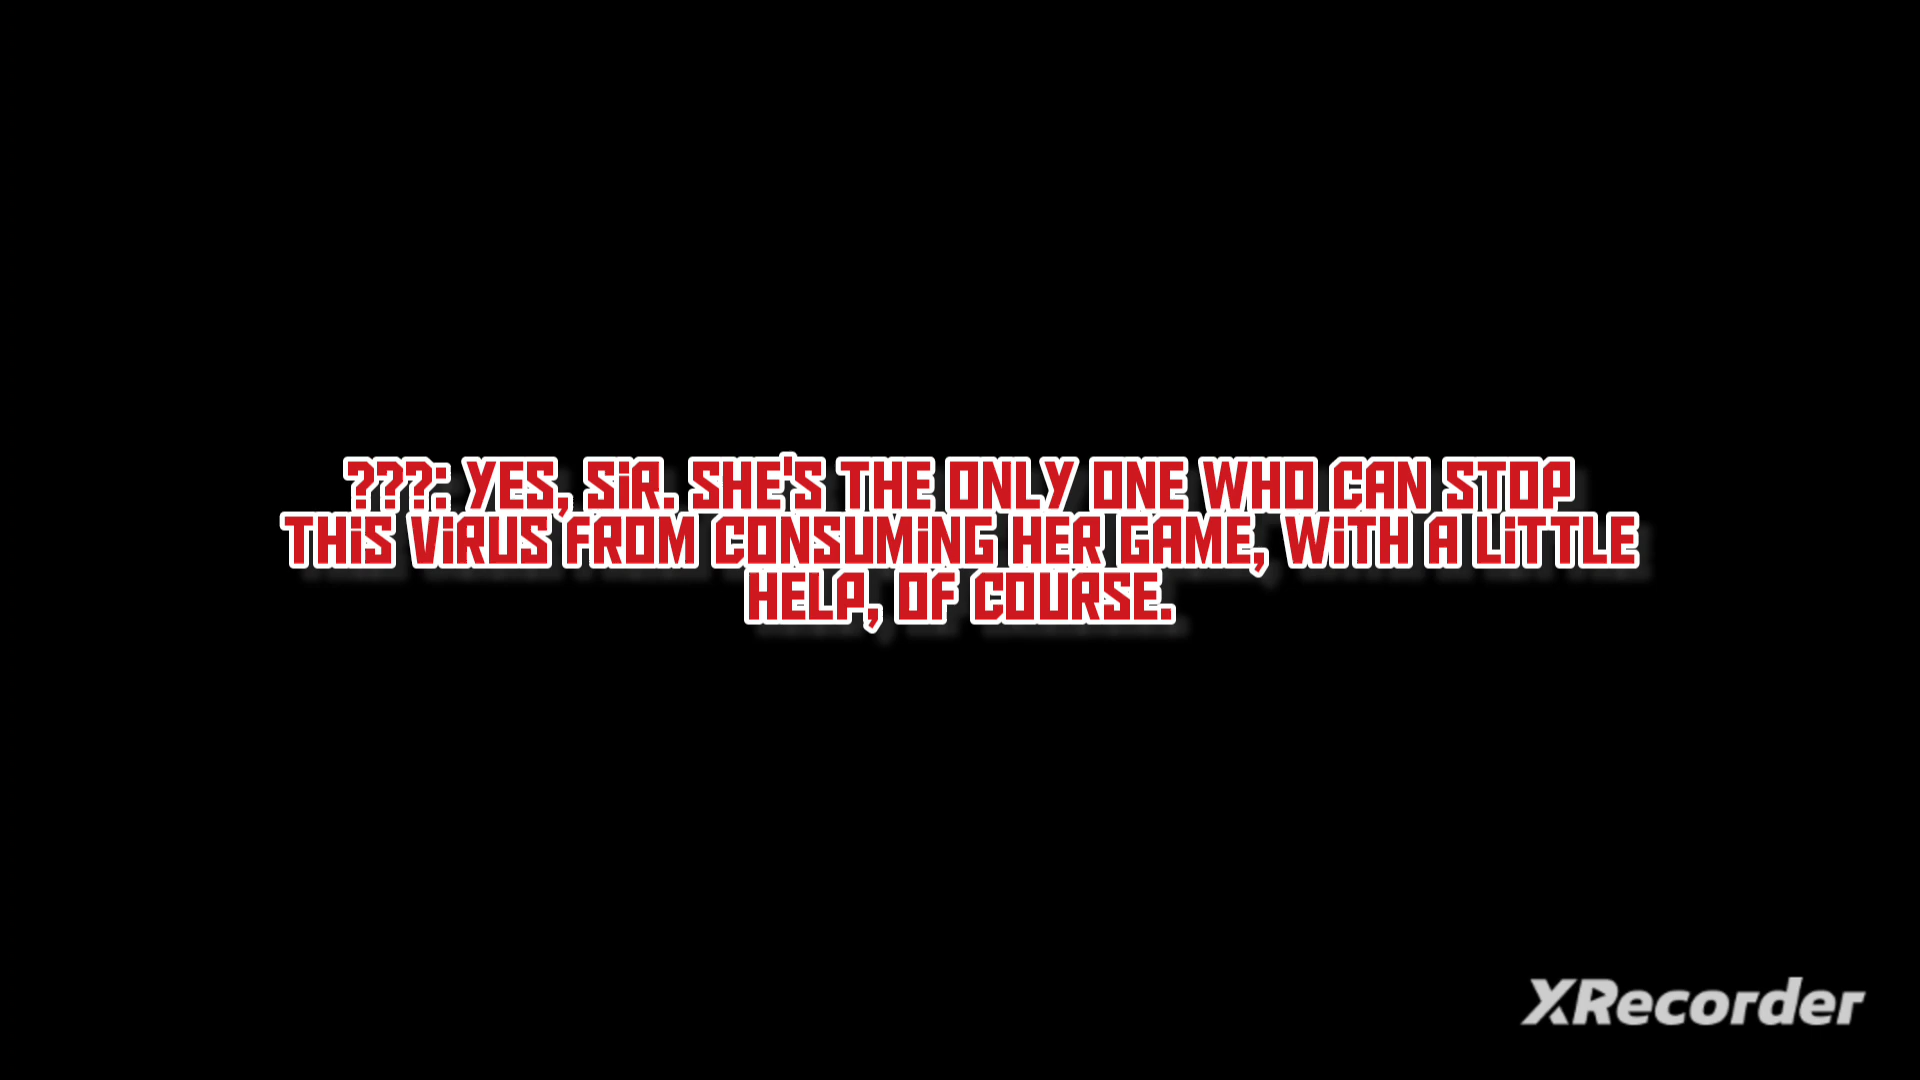 ???: YES, SiR. SHE'S THE ONLY ONE WHO CAN STOP
THiS ViRUS FROM CONSUMiNG HER GAME, WiTH A LiTTLE
HELP, OF COURSE.
XRecorder